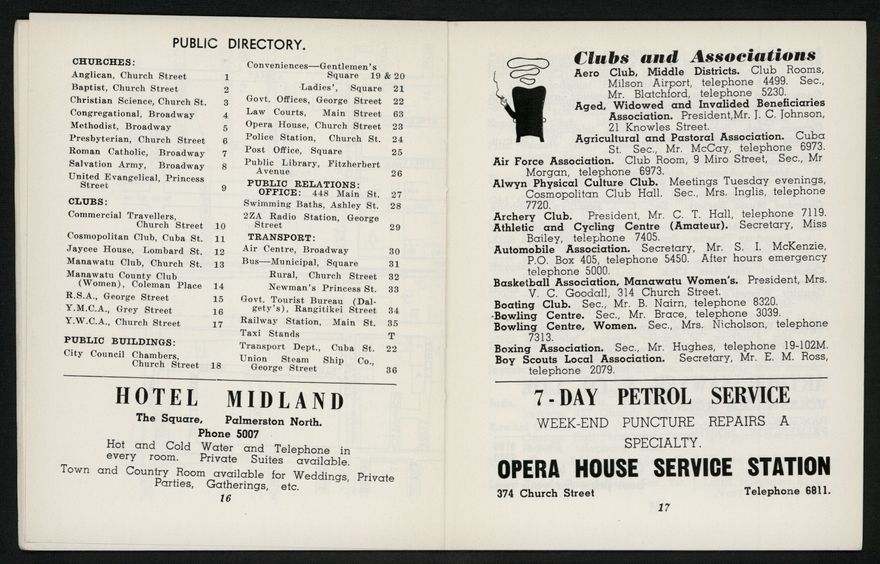 PUBLIC DIRECTORY.
CHURCHES:
Anglican, Church Street 1
Baptist, Church Street 2
Christian Science, Church St. 3
Congregational, Broadway 4
Methodist, Broadway 5
Presbyterian, Church Street 6
Roman Catholic, Broadway 7
Salvation Army, Broadway 8
United Evangelical, Princess
Street 9
CLUBS:
Commercial Travellers,
Church Street 10
Cosmopolitan Club, Cuba St. 11
Jaycee House, Lombard St. 12
Manawatu Club, Church St. 13
Manawatu County Club
(Women), Coleman Place 14
R.S.A., George Street 15
Y.M.C.A., Grey Street 16
Y.W.C.A., Church Street 17
PUBLIC BUILDINGS:
City Council Chambers,
Church Street 18
Conveniences—Gentlemen's
Square 19 & 20
Ladies', Square 21
Govt. Offices, George Street 22
Law Courts, Main Street 63
Opera House, Church Street 23
Police Station, Church St. 24
Post Office, Square 25
Public Library, Fitzherbert
Avenue 26
PUBLIC RELATIONS:
OFFICE: 448 Main St. 27
Swimming Baths, Ashley St. 28
2ZA Radio Station, George
Street 29
TRANSPORT:
Air Centre, Broadway 30
Bus—Municipal, Square 31
Rural, Church Street 32
Newman's Princess St. 33
Govt. Tourist Bureau (Dal-
gety's), Rangitikei Street 34
Railway Station, Main St. 35
Taxi Stands T
Transport Dept., Cuba St. 22
Union Steam Ship Co.,
George Street 36
HOTEL MIDLAND
The Square, Palmerston North.
Phone 5007
Hot and Cold Water and Telephone in
every room. Private Suites available.
Town and Country Room available for Weddings, Private
Parties, Gatherings, etc.
16
Clubs and Associations
Aero Club, Middle Districts. Club Rooms,
Milson Airport, telephone 4499. Sec.,
Mr. Blatchford, telephone 5230.
Aged, Widowed and Invalided Beneficiaries
Association. President, Mr. J. C. Johnson,
21 Knowles Street.
Agricultural and Pastoral Association. Cuba
St. Sec., Mr. McCay, telephone 6973.
Air Force Association. Club Room, 9 Miro Street, Sec., Mr
Morgan, telephone 6973.
Alwyn Physical Culture Club. Meetings Tuesday evenings,
Cosmopolitan Club Hall. Sec., Mrs. Inglis, telephone
7720.
Archery Club. President, Mr. C. T. Hall, telephone 7119.
Athletic and Cycling Centre (Amateur). Secretary, Miss
Bailey, telephone 7405.
Automobile Association. Secretary, Mr. S. I. McKenzie,
P.O. Box 405, telephone 5450. After hours emergency
telephone 5000.
Basketball Association, Manawatu Women's. President, Mrs.
V. C. Goodall, 314 Church Street.
Boating Club. Sec., Mr. B. Nairn, telephone 8320.
Bowling Centre. Sec., Mr. Brace, telephone 3039.
Bowling Centre, Women. Sec., Mrs. Nicholson, telephone
7313.
Boxing Association. Sec., Mr. Hughes, telephone 19-102M.
Boy Scouts Local Association. Secretary, Mr. E. M. Ross,
telephone 2079.
7-DAY PETROL SERVICE
WEEK-END PUNCTURE REPAIRS A
SPECIALTY.
OPERA HOUSE SERVICE STATION
374 Church Street Telephone 6811.
17